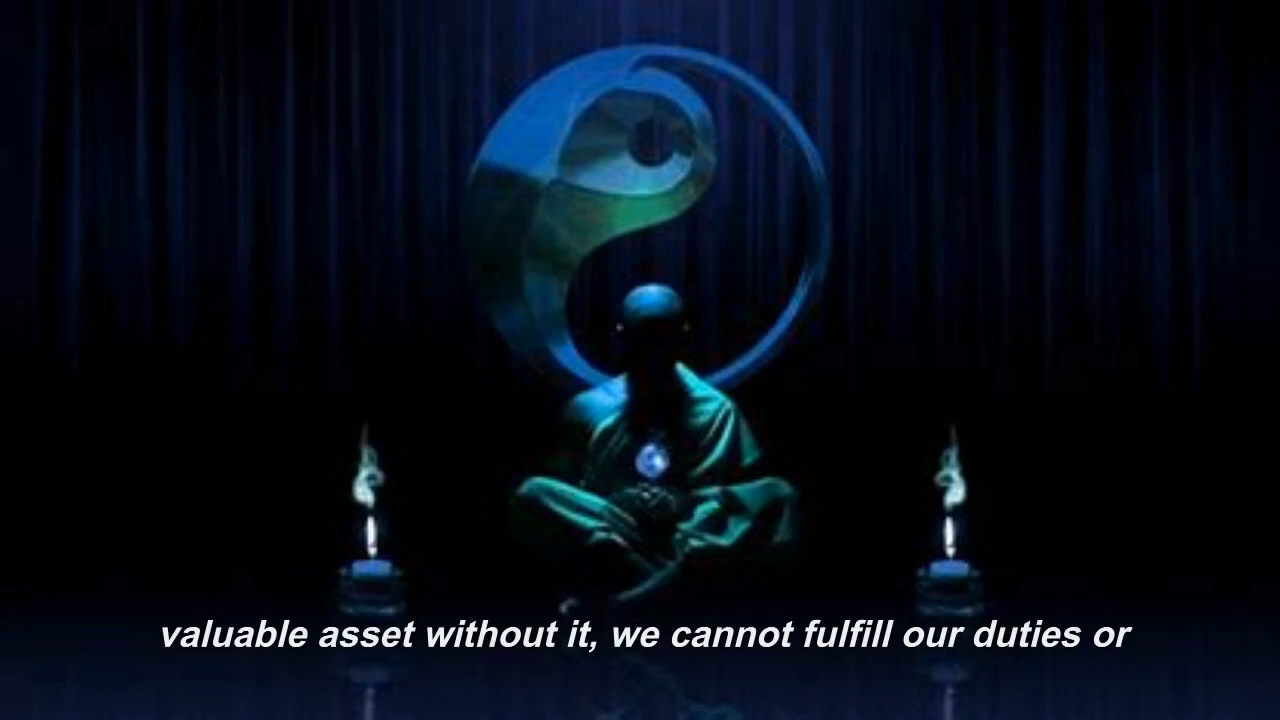 valuable asset without it, we cannot fulfill our duties or